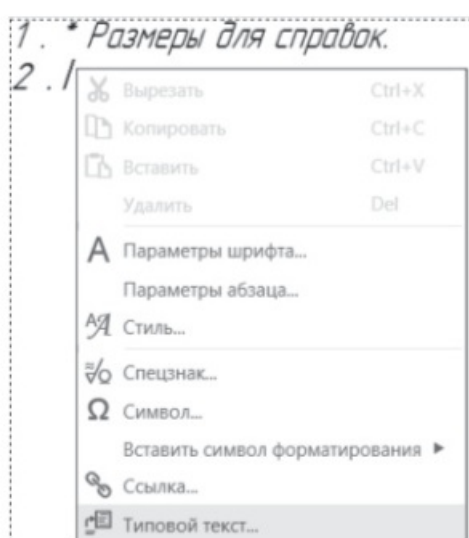 1 . * Размеры для справок.
2 .
Вырезать Ctrl+X
Копировать Ctrl+C
Вставить Ctrl+V
Удалить Del
Параметры шрифта...
Параметры абзаца...
Стиль...
Спецзнак...
Символ...
Вставить символ форматирования ▶
Ссылка...
Типовой текст...